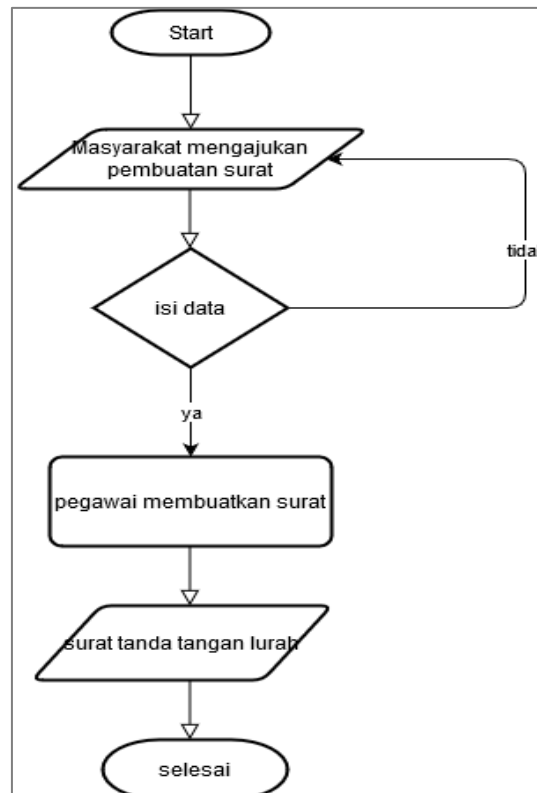 Start
Masyarakat mengajukan
pembuatan surat
tida
isi data
ya
pegawai membuatkan surat
surat tanda tangan lurah
selesai